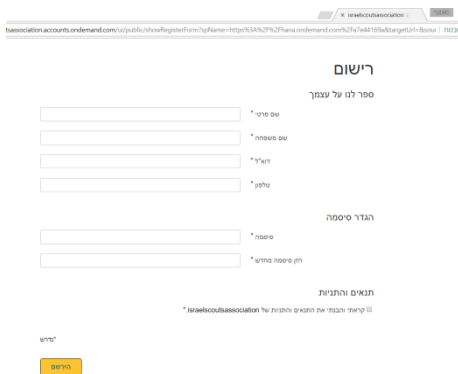 israelscoutsassociation
tsassociation.accounts.ondemand.com/ui/public/showRegisterForm?spName=https%3A%2F%2Fhana.ondemand.com%2Fa7e44169a&targetUrl=&sour
רישום
ספר לנו על עצמך
שם פרטי *
שם משפחה *
דוא"ל *
טלפון *
הגדר סיסמה
סיסמה *
הזן סיסמה מחדש *
תנאים והתניות
קראתי והבנתי את התנאים והתניות של israelscoutsassociation.*
*נדרש
הירשם